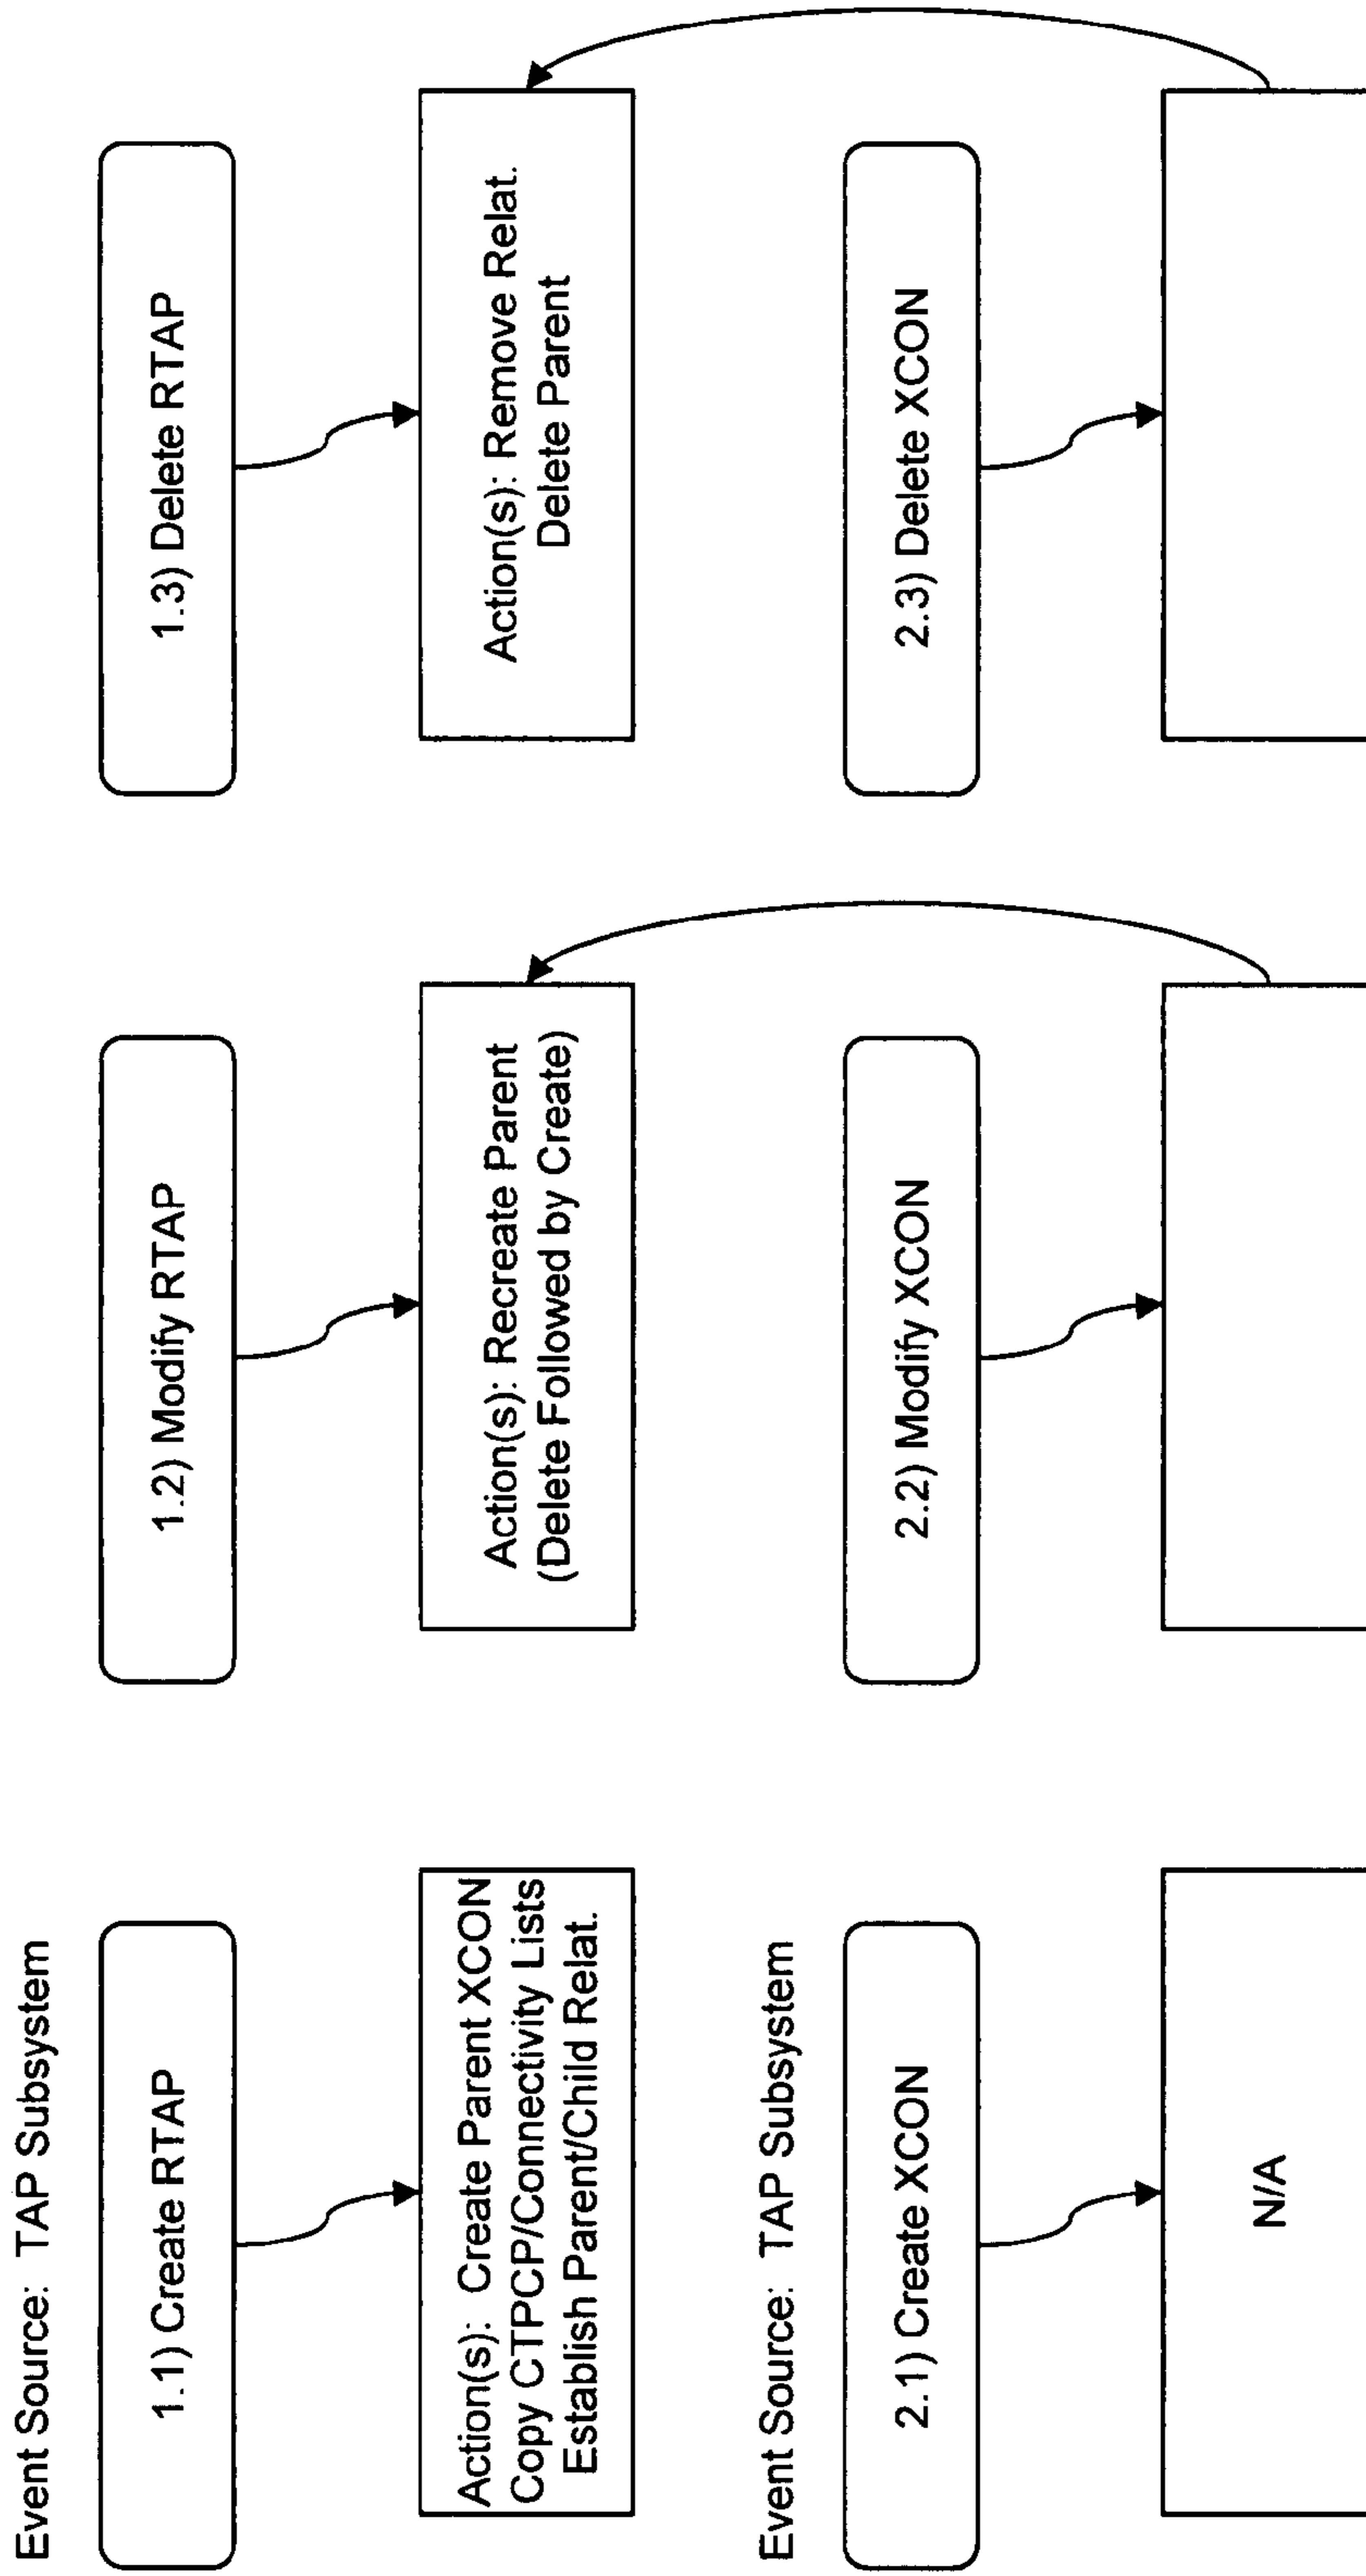 Event Source: TAP Subsystem
1.1) Create RTAP
Action(s): Create Parent XCON
Copy CTPCP/Connectivity Lists
Establish Parent/Child Relat.
1.2) Modify RTAP
Action(s): Recreate Parent
(Delete Followed by Create)
1.3) Delete RTAP
Action(s): Remove Relat.
Delete Parent
Event Source: TAP Subsystem
2.1) Create XCON
N/A
2.2) Modify XCON
2.3) Delete XCON